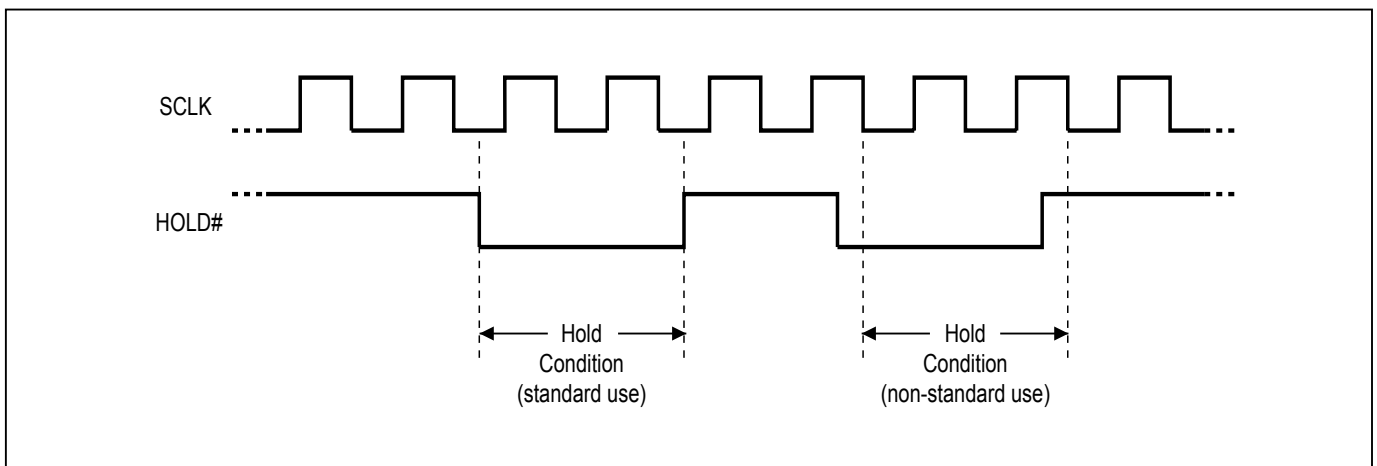 SCLK
HOLD#
Hold
Condition
(standard use)
Hold
Condition
(non-standard use)